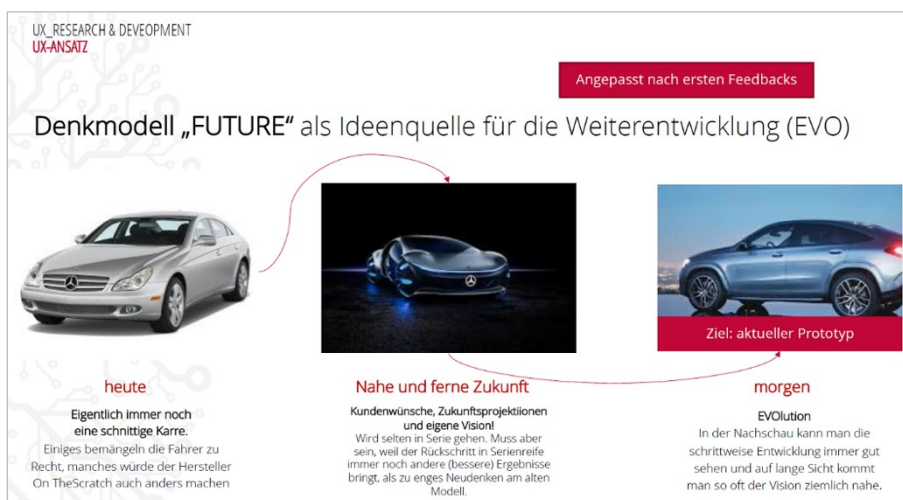 UX_RESEARCH & DEVEOPMENT
UX-ANSATZ
Angepasst nach ersten Feedbacks
Denkmodell „FUTURE“ als Ideenquelle für die Weiterentwicklung (EVO)
Ziel: aktueller Prototyp
heute
Eigentlich immer noch
eine schnittige Karre.
Einiges bemängeln die Fahrer zu
Recht, manches würde der Hersteller
On TheScratch auch anders machen
Nahe und ferne Zukunft
Kundenwünsche, Zukunftsprojektiionen
und eigene Vision!
Wird selten in Serie gehen. Muss aber
sein, weil der Rückschritt in Serienreife
immer noch andere (bessere) Ergebnisse
bringt, als zu enges Neudenken am alten
Modell.
morgen
EVOlution
In der Nachschau kann man die
schrittweise Entwicklung immer gut
sehen und auf lange Sicht kommt
man so oft der Vision ziemlich nahe.